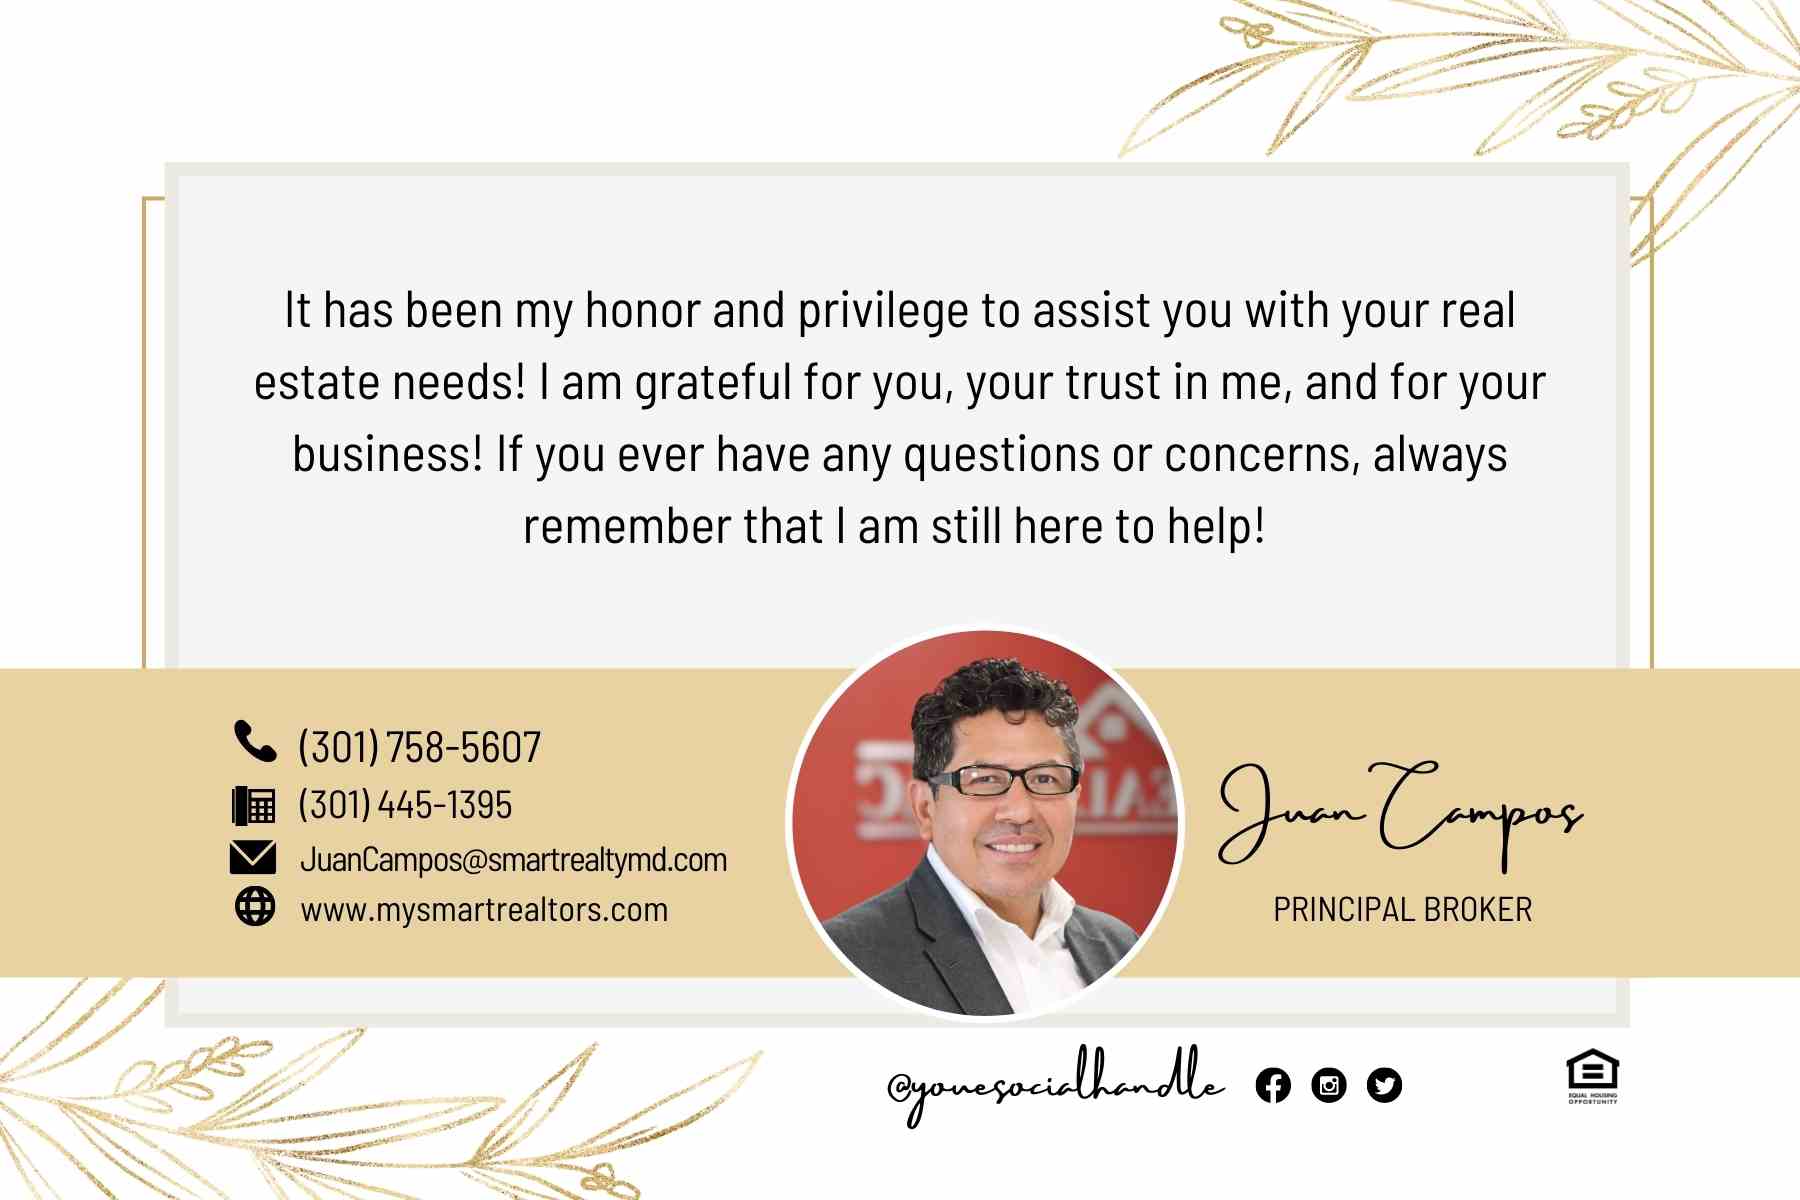 It has been my honor and privilege to assist you with your real
estate needs! I am grateful for you, your trust in me, and for your
business! If you ever have any questions or concerns, always
remember that I am still here to help!
(301) 758-5607
(301) 445-1395
JuanCampos@smartrealtymd.com
www.mysmartrealtors.com
Juan Campos
PRINCIPAL BROKER
@youesocialhandle
EQUAL HOUSING
OPPORTUNITY